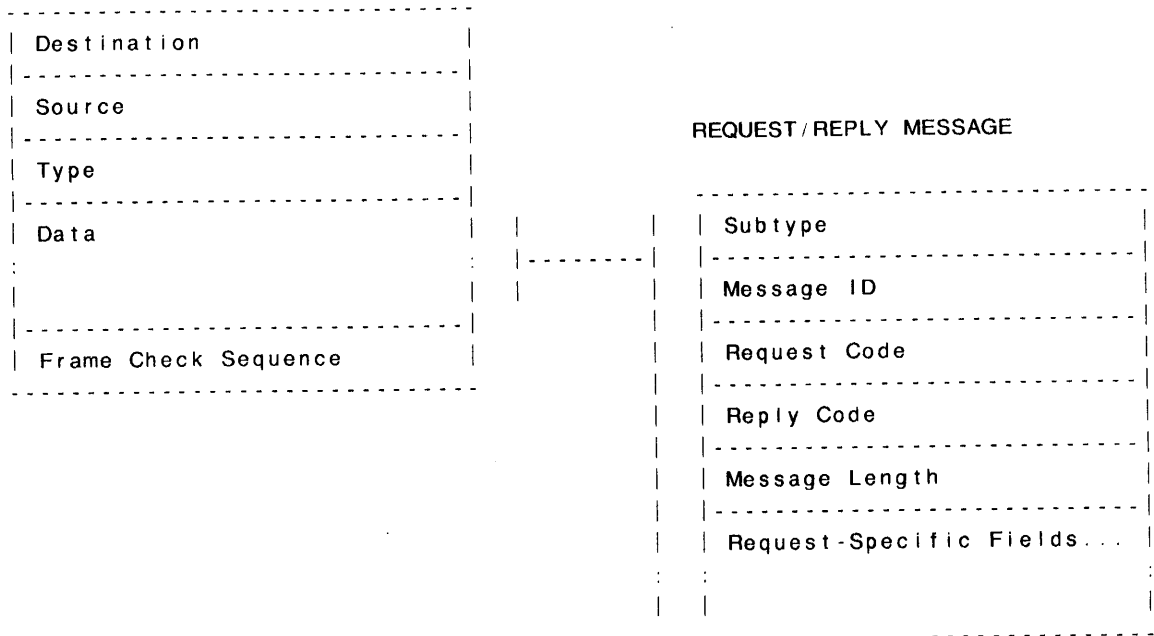 Destination
Source
Type
Data
Frame Check Sequence
REQUEST/REPLY MESSAGE
Subtype
Message ID
Request Code
Reply Code
Message Length
Request-Specific Fields...